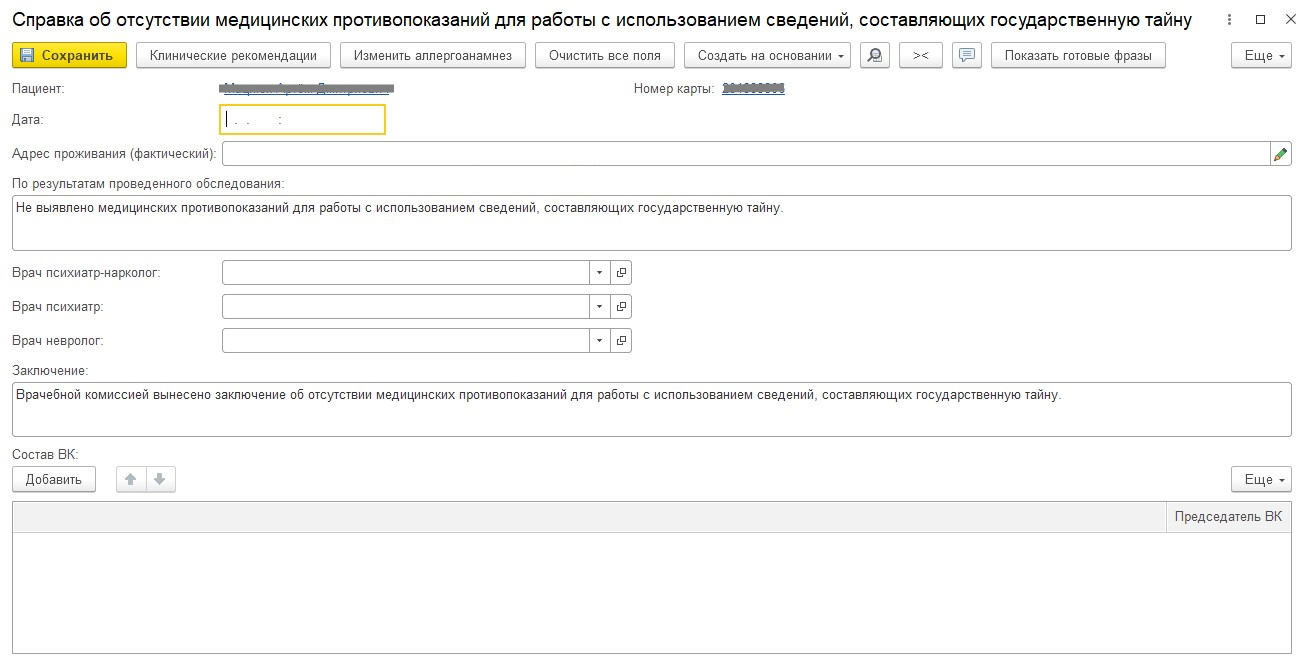 Справка об отсутствии медицинских противопоказаний для работы с использованием сведений, составляющих государственную тайну
Сохранить Клинические рекомендации Изменить аллергоанамнез Очистить все поля Создать на основании >< Показать готовые фразы Еще
Пациент: Номер карты:
Дата: . . :
Адрес проживания (фактический):
По результатам проведенного обследования:
Не выявлено медицинских противопоказаний для работы с использованием сведений, составляющих государственную тайну.
Врач психиатр-нарколог:
Врач психиатр:
Врач невролог:
Заключение:
Врачебной комиссией вынесено заключение об отсутствии медицинских противопоказаний для работы с использованием сведений, составляющих государственную тайну.
Состав ВК:
Добавить Еще
Председатель ВК